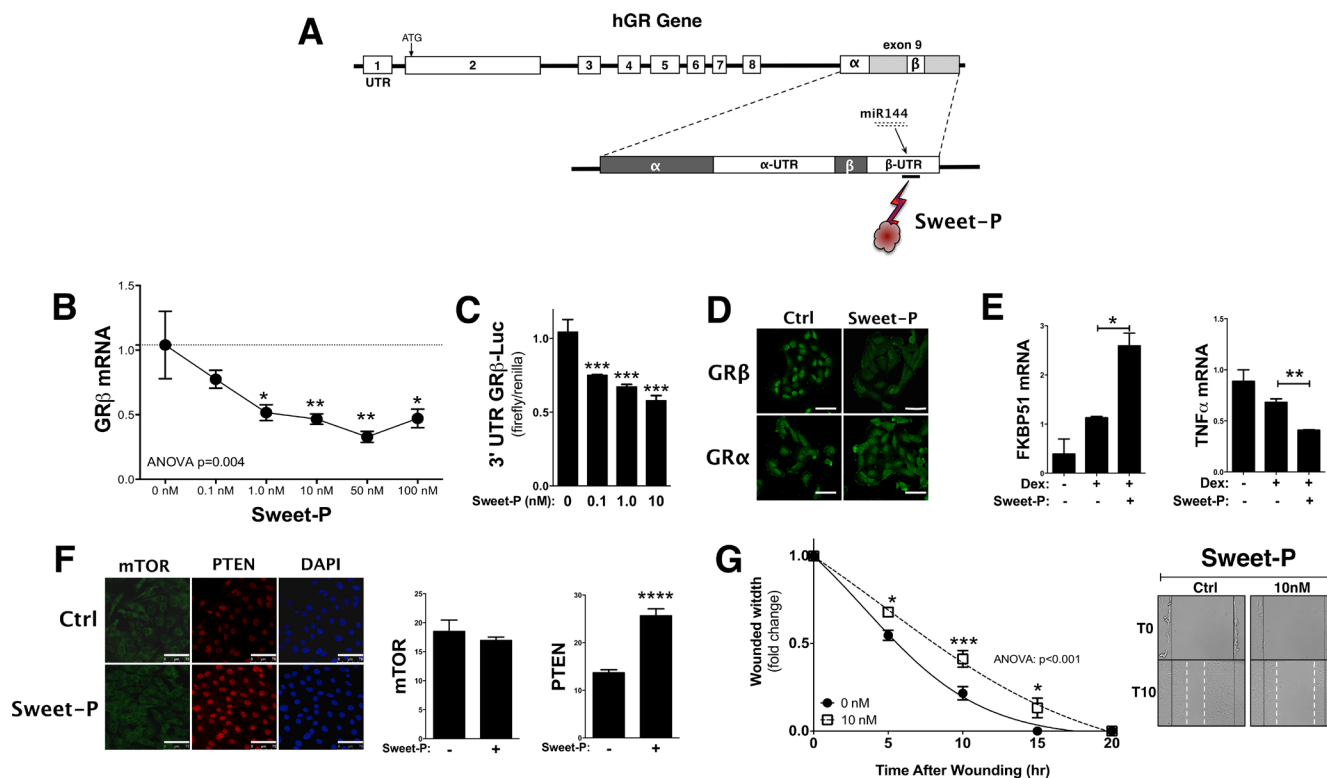 A
hGR Gene
ATG
exon 9
1 2 3 4 5 6 7 8 α β
UTR
miR144
α α-UTR β β-UTR
Sweet-P
B
GRβ mRNA
1.5
1.0
0.5
0.0
* ** ** *
ANOVA p=0.004
0 nM 0.1 nM 1.0 nM 10 nM 50 nM 100 nM
Sweet-P
C
3' UTR GRβ-Luc
(firefly/renilla)
1.0
0.5
0.0
*** *** ***
Sweet-P (nM): 0 0.1 1.0 10
D
Ctrl Sweet-P
GRβ
GRα
E
FKBP51 mRNA
3
2
1
0
*
Dex: - + +
Sweet-P: - - +
TNFα mRNA
1.5
1.0
0.5
0.0
**
Dex: - + +
Sweet-P: - - +
F
mTOR PTEN DAPI
Ctrl
Sweet-P
mTOR
30
20
10
0
Sweet-P: - +
PTEN
30
20
10
0
****
Sweet-P: - +
G
Wounded witdth
(fold change)
1.0
0.5
0.0
* *** *
ANOVA: p<0.001
0 nM
10 nM
0 5 10 15 20
Time After Wounding (hr)
Sweet-P
Ctrl 10nM
T0
T10